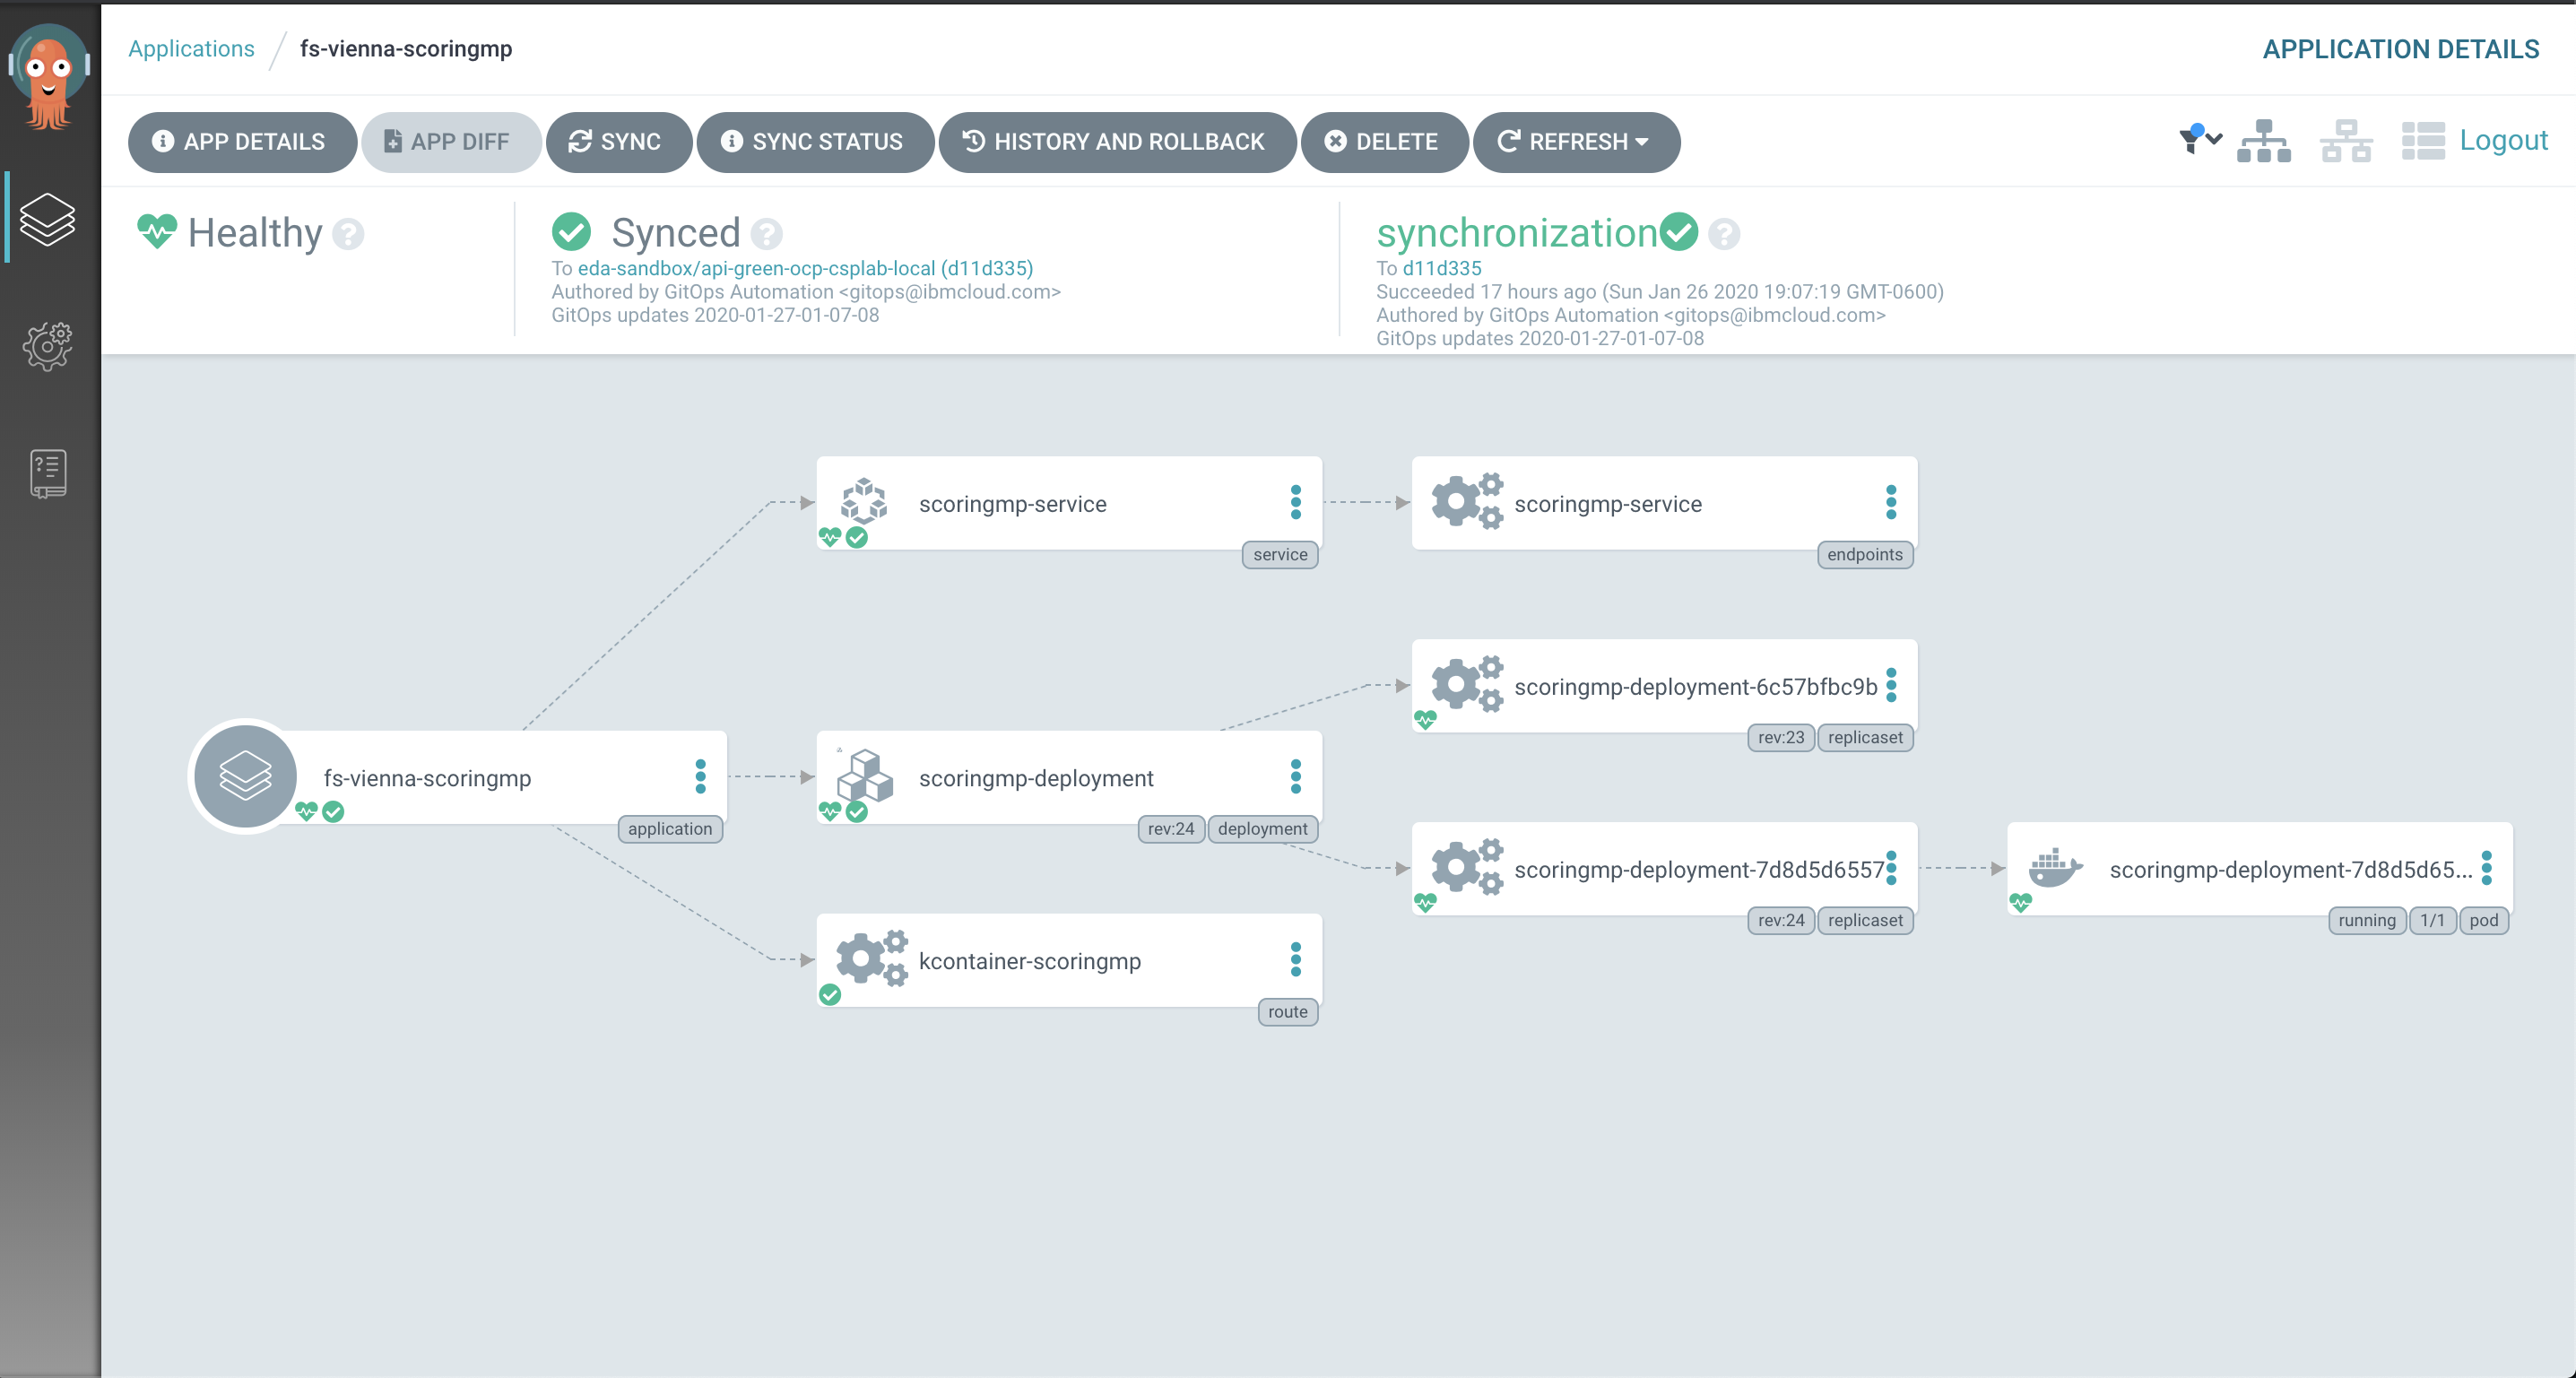 Applications / fs-vienna-scoringmp
APPLICATION DETAILS
APP DETAILS
APP DIFF
SYNC
SYNC STATUS
HISTORY AND ROLLBACK
DELETE
REFRESH
Logout
Healthy
Synced
To eda-sandbox/api-green-ocp-csplab-local (d11d335)
Authored by GitOps Automation <gitops@ibmcloud.com>
GitOps updates 2020-01-27-01-07-08
synchronization
To d11d335
Succeeded 17 hours ago (Sun Jan 26 2020 19:07:19 GMT-0600)
Authored by GitOps Automation <gitops@ibmcloud.com>
GitOps updates 2020-01-27-01-07-08
scoringmp-service
service
scoringmp-service
endpoints
scoringmp-deployment-6c57bfbc9b
rev:23 replicaset
fs-vienna-scoringmp
application
scoringmp-deployment
rev:24 deployment
scoringmp-deployment-7d8d5d6557
rev:24 replicaset
scoringmp-deployment-7d8d5d65...
running 1/1 pod
kcontainer-scoringmp
route